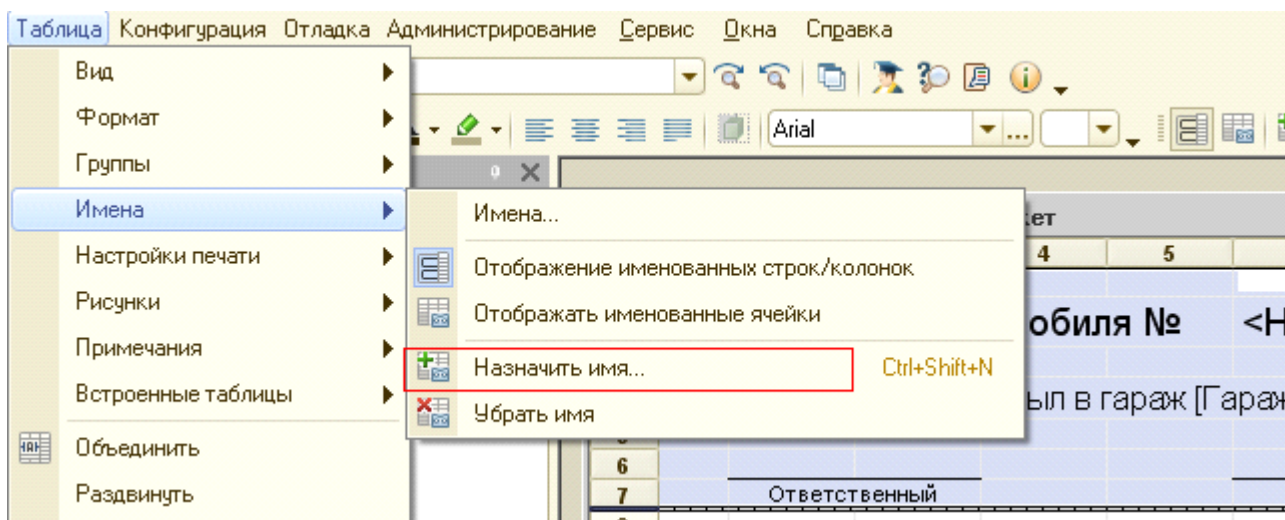 Таблица Конфигурация Отладка Администрирование Сервис Окна Справка
Вид
Формат
Arial
...
Группы
Имена
Имена...
кет
Настройки печати
Отображение именованных строк/колонок
4 5
Рисунки
Отображать именованные ячейки
обиля № <Н
Примечания
Назначить имя... Ctrl+Shift+N
Встроенные таблицы
Убрать имя
ыл в гараж [Гараж
Объединить
6
Раздвинуть
7 Ответственный